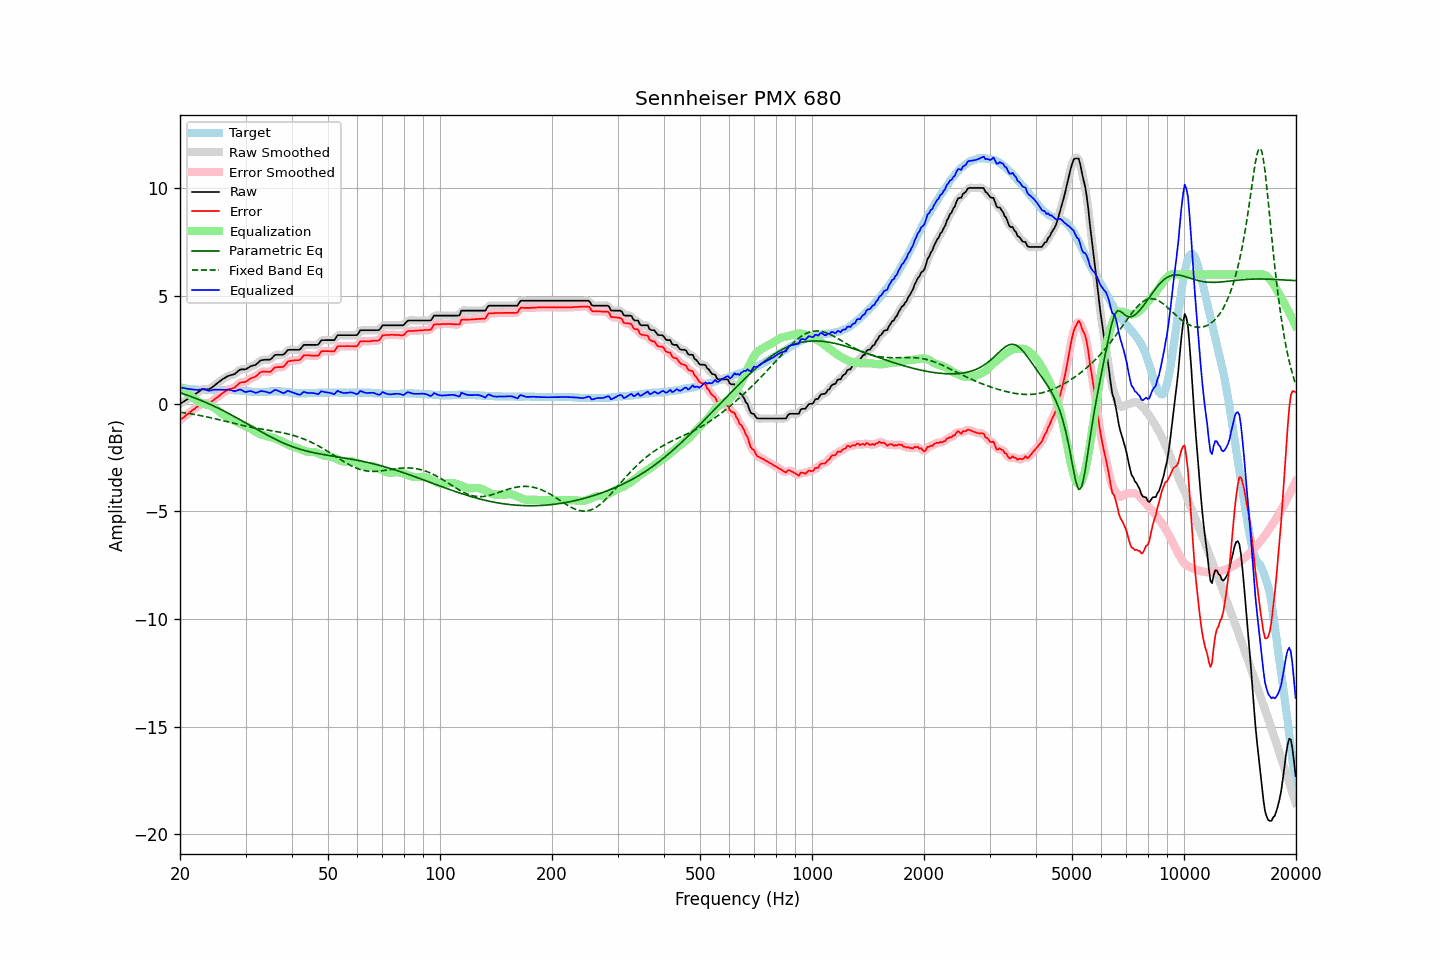 Sennheiser PMX 680
Target
Raw Smoothed
Error Smoothed
Raw
Error
Equalization
Parametric Eq
Fixed Band Eq
Equalized
10
5
0
−5
−10
−15
−20
Amplitude (dBr)
20
50
100
200
500
1000
2000
5000
10000
20000
Frequency (Hz)